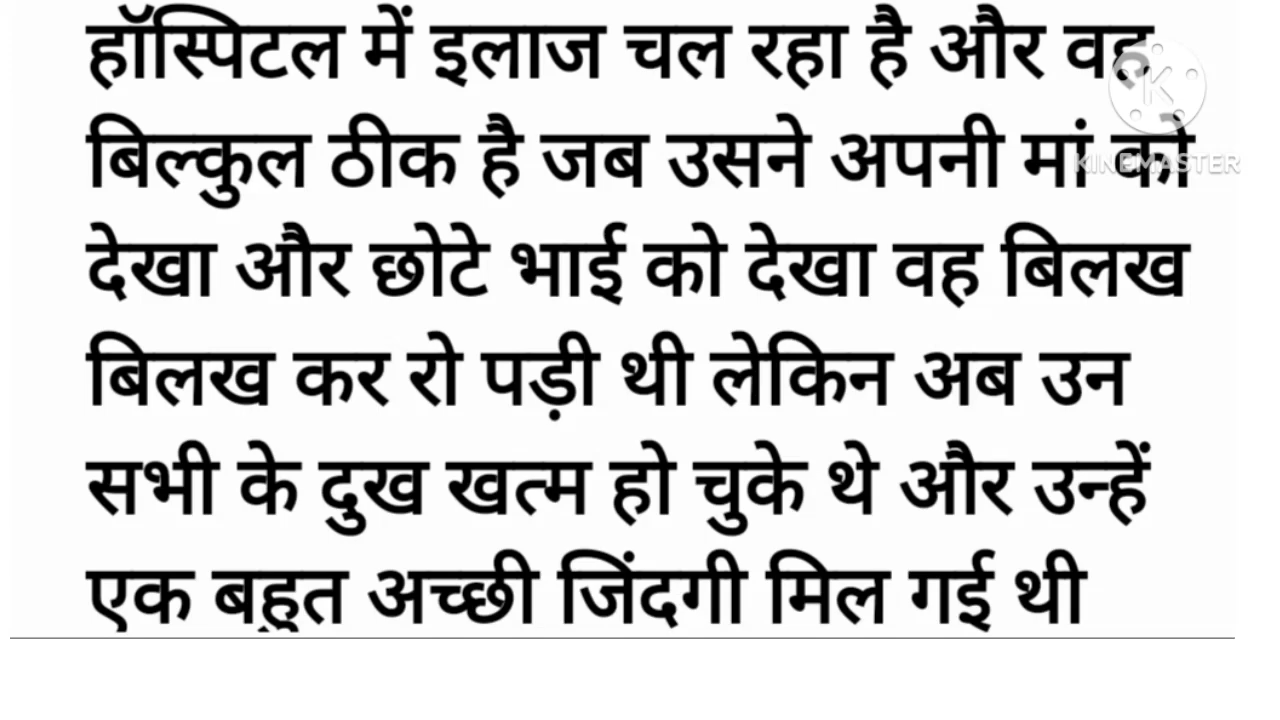 हॉस्पिटल में इलाज चल रहा है और वह
बिल्कुल ठीक है जब उसने अपनी मां को
देखा और छोटे भाई को देखा वह बिलख
बिलख कर रो पड़ी थी लेकिन अब उन
सभी के दुख खत्म हो चुके थे और उन्हें
एक बहुत अच्छी जिंदगी मिल गई थी
K
KINEMASTER